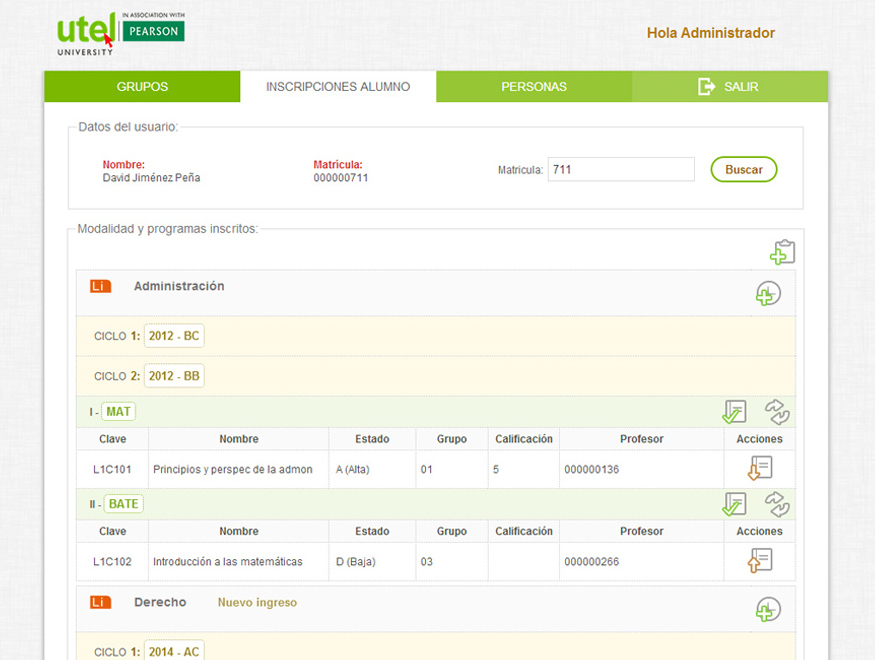 utel
UNIVERSITY
IN ASSOCIATION WITH
PEARSON
Hola Administrador
GRUPOS INSCRIPCIONES ALUMNO PERSONAS SALIR
Datos del usuario:
Nombre: Matricula:
David Jiménez Peña 000000711
Matricula: 711 Buscar
Modalidad y programas inscritos:
Li Administración
CICLO 1: 2012 - BC
CICLO 2: 2012 - BB
I - MAT
Clave Nombre Estado Grupo Calificación Profesor Acciones
L1C101 Principios y perspec de la admon A (Alta) 01 5 000000136
II - BATE
Clave Nombre Estado Grupo Calificación Profesor Acciones
L1C102 Introducción a las matemáticas D (Baja) 03 000000266
Li Derecho Nuevo ingreso
CICLO 1: 2014 - AC